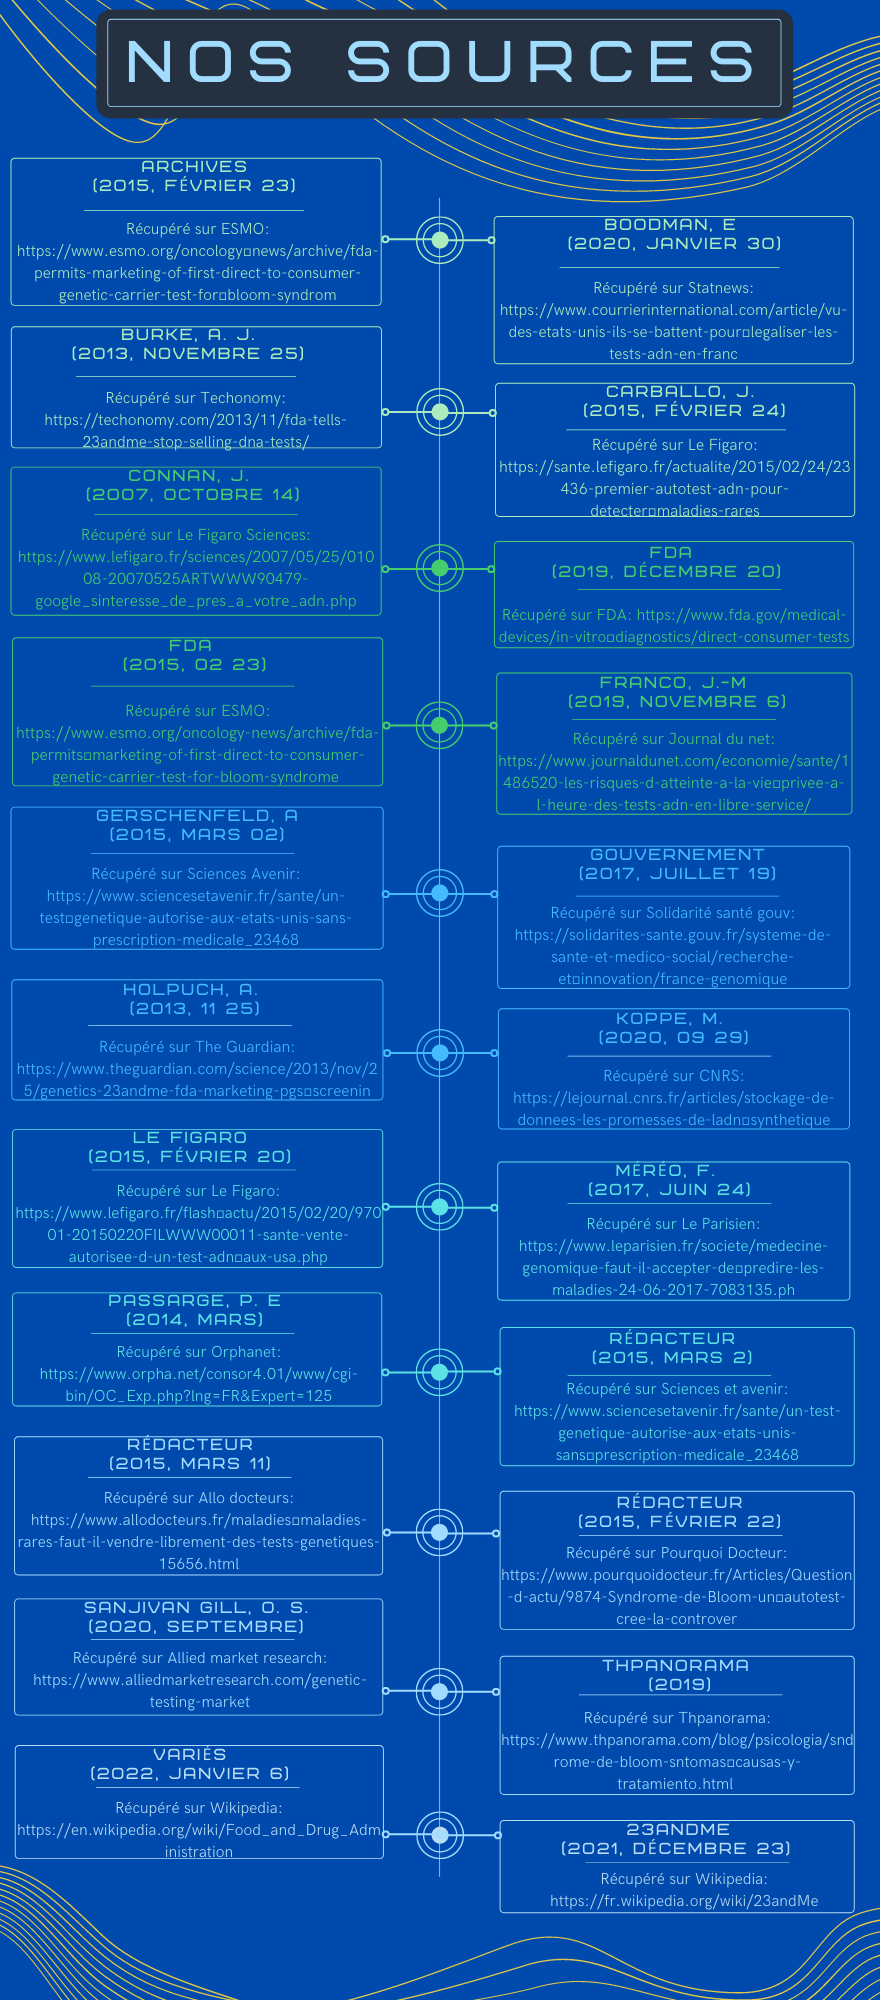 NOS SOURCES
ARCHIVES
(2015, FÉVRIER 23)
Récupéré sur ESMO:
https://www.esmo.org/oncology□news/archive/fda-
permits-marketing-of-first-direct-to-consumer-
genetic-carrier-test-for□bloom-syndrom
BOODMAN, E
(2020, JANVIER 30)
Récupéré sur Statnews:
https://www.courrierinternational.com/article/vu-
des-etats-unis-ils-se-battent-pour□legaliser-les-
tests-adn-en-franc
BURKE, A. J.
(2013, NOVEMBRE 25)
Récupéré sur Techonomy:
https://techonomy.com/2013/11/fda-tells-
23andme-stop-selling-dna-tests/
CARBALLO, J.
(2015, FÉVRIER 24)
Récupéré sur Le Figaro:
https://sante.lefigaro.fr/actualite/2015/02/24/23
436-premier-autotest-adn-pour-
detecter□maladies-rares
CONNAN, J.
(2007, OCTOBRE 14)
Récupéré sur Le Figaro Sciences:
https://www.lefigaro.fr/sciences/2007/05/25/010
08-20070525ARTWWW90479-
google_sinteresse_de_pres_a_votre_adn.php
FDA
(2019, DÉCEMBRE 20)
Récupéré sur FDA: https://www.fda.gov/medical-
devices/in-vitro□diagnostics/direct-consumer-tests
FDA
(2015, 02 23)
Récupéré sur ESMO:
https://www.esmo.org/oncology-news/archive/fda-
permits□marketing-of-first-direct-to-consumer-
genetic-carrier-test-for-bloom-syndrome
FRANCO, J.-M
(2019, NOVEMBRE 6)
Récupéré sur Journal du net:
https://www.journaldunet.com/economie/sante/1
486520-les-risques-d-atteinte-a-la-vie□privee-a-
l-heure-des-tests-adn-en-libre-service/
GERSCHENFELD, A
(2015, MARS 02)
Récupéré sur Sciences Avenir:
https://www.sciencesetavenir.fr/sante/un-
test□genetique-autorise-aux-etats-unis-sans-
prescription-medicale_23468
GOUVERNEMENT
(2017, JUILLET 19)
Récupéré sur Solidarité santé gouv:
https://solidarites-sante.gouv.fr/systeme-de-
sante-et-medico-social/recherche-
et□innovation/france-genomique
HOLPUCH, A.
(2013, 11 25)
Récupéré sur The Guardian:
https://www.theguardian.com/science/2013/nov/2
5/genetics-23andme-fda-marketing-pgs□screenin
KOPPE, M.
(2020, 09 29)
Récupéré sur CNRS:
https://lejournal.cnrs.fr/articles/stockage-de-
donnees-les-promesses-de-ladn□synthetique
LE FIGARO
(2015, FÉVRIER 20)
Récupéré sur Le Figaro:
https://www.lefigaro.fr/flash□actu/2015/02/20/970
01-20150220FILWWW00011-sante-vente-
autorisee-d-un-test-adn□aux-usa.php
MÉRÉO, F.
(2017, JUIN 24)
Récupéré sur Le Parisien:
https://www.leparisien.fr/societe/medecine-
genomique-faut-il-accepter-de□predire-les-
maladies-24-06-2017-7083135.ph
PASSARGE, P. E
(2014, MARS)
Récupéré sur Orphanet:
https://www.orpha.net/consor4.01/www/cgi-
bin/OC_Exp.php?lng=FR&Expert=125
RÉDACTEUR
(2015, MARS 2)
Récupéré sur Sciences et avenir:
https://www.sciencesetavenir.fr/sante/un-test-
genetique-autorise-aux-etats-unis-
sans□prescription-medicale_23468
RÉDACTEUR
(2015, MARS 11)
Récupéré sur Allo docteurs:
https://www.allodocteurs.fr/maladies□maladies-
rares-faut-il-vendre-librement-des-tests-genetiques-
15656.html
RÉDACTEUR
(2015, FÉVRIER 22)
Récupéré sur Pourquoi Docteur:
https://www.pourquoidocteur.fr/Articles/Question
-d-actu/9874-Syndrome-de-Bloom-un□autotest-
cree-la-controver
SANJIVAN GILL, O. S.
(2020, SEPTEMBRE)
Récupéré sur Allied market research:
https://www.alliedmarketresearch.com/genetic-
testing-market
THPANORAMA
(2019)
Récupéré sur Thpanorama:
https://www.thpanorama.com/blog/psicologia/snd
rome-de-bloom-sntomas□causas-y-
tratamiento.html
VARIÉS
(2022, JANVIER 6)
Récupéré sur Wikipedia:
https://en.wikipedia.org/wiki/Food_and_Drug_Adm
inistration
23ANDME
(2021, DÉCEMBRE 23)
Récupéré sur Wikipedia:
https://fr.wikipedia.org/wiki/23andMe